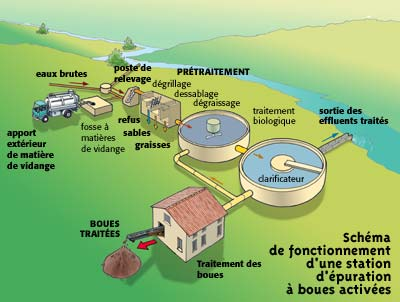 eaux brutes
poste de
relevage
PRÉTRAITEMENT
dégrillage
dessablage
dégraissage
apport
extérieur
de matière
de vidange
fosse à
matières
de vidange
refus
sables
graisses
traitement
biologique
sortie des
effluents traités
clarificateur
BOUES
TRAITÉES
Traitement des
boues
Schéma
de fonctionnement
d'une station
d'épuration
à boues activées